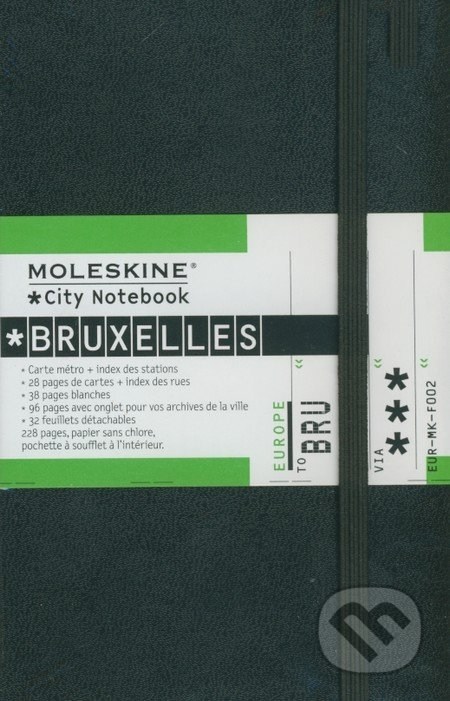 MOLESKINE®
*City Notebook
*BRUXELLES
• Carte métro + index des stations
• 28 pages de cartes + index des rues
• 38 pages blanches
• 96 pages avec onglet pour vos archives de la ville
• 32 feuillets détachables
228 pages, papier sans chlore,
pochette à soufflet à l'intérieur.
EUROPE
TO BRU
VIA ***
EUR-MK-F002
M